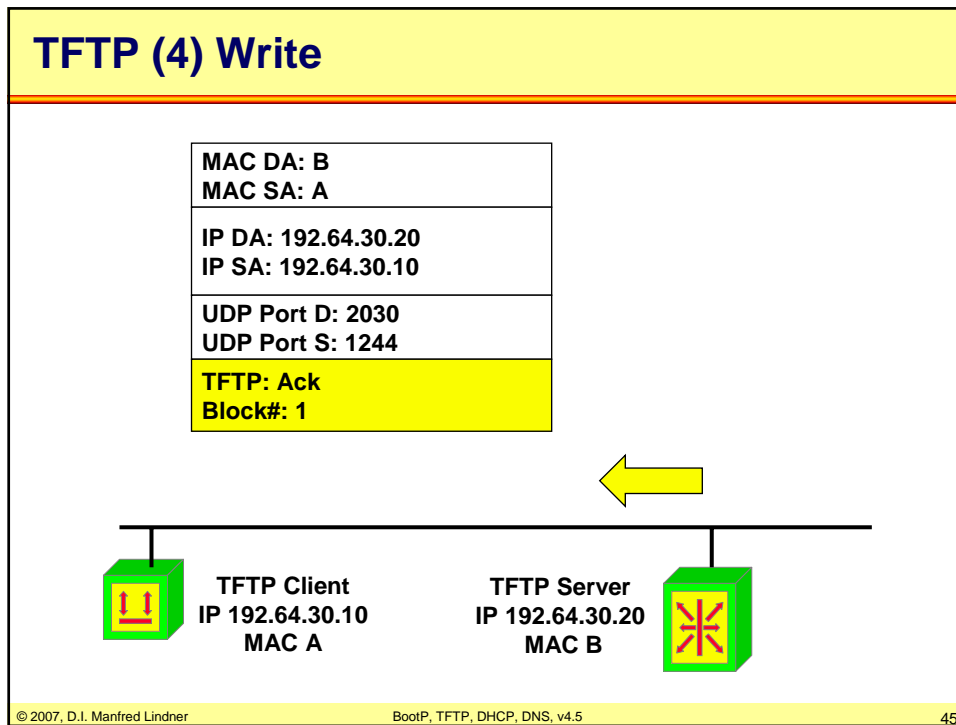 TFTP (4) Write
MAC DA: B
MAC SA: A
IP DA: 192.64.30.20
IP SA: 192.64.30.10
UDP Port D: 2030
UDP Port S: 1244
TFTP: Ack
Block#: 1
TFTP Client
IP 192.64.30.10
MAC A
TFTP Server
IP 192.64.30.20
MAC B
© 2007, D.I. Manfred Lindner
BootP, TFTP, DHCP, DNS, v4.5
45